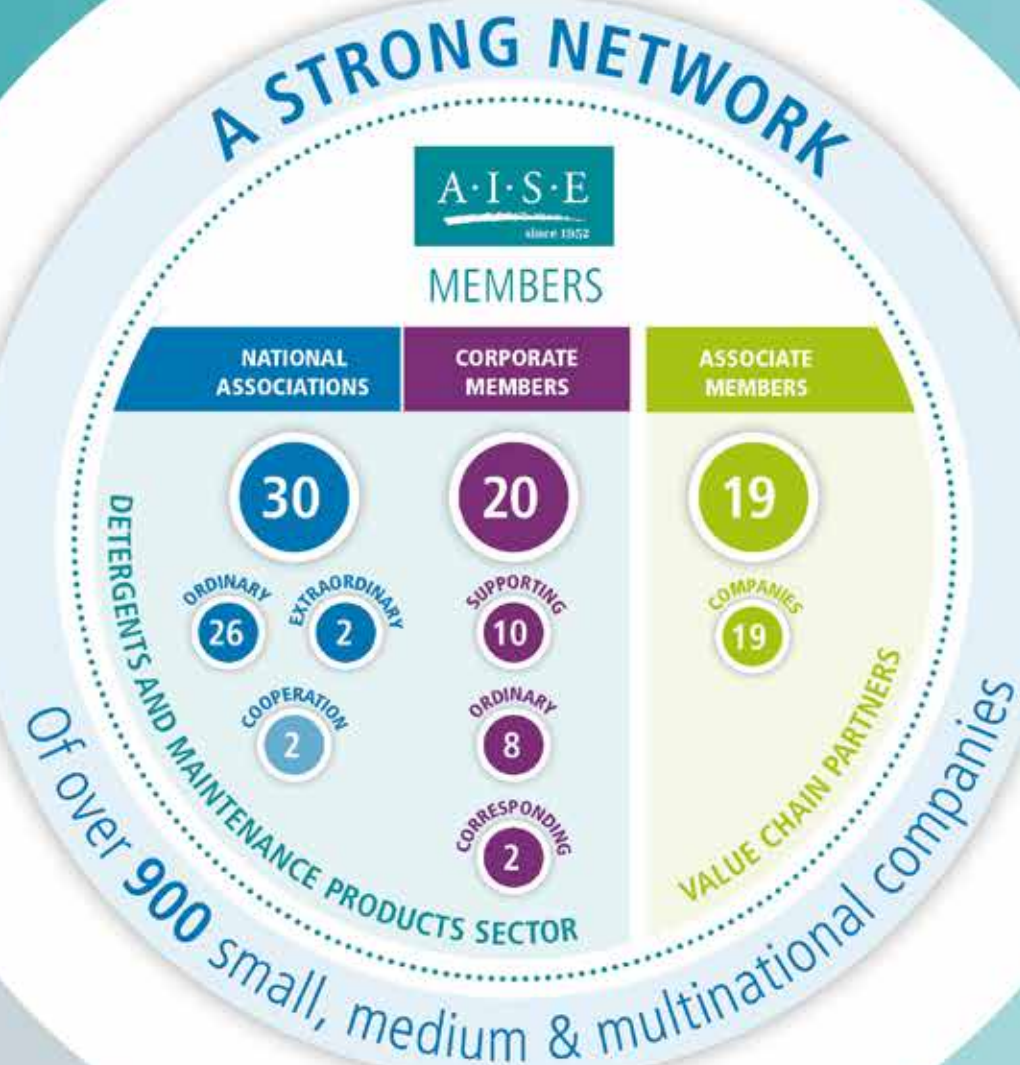 A STRONG NETWORK
A·I·S·E
since 1952
MEMBERS
NATIONAL
ASSOCIATIONS
30
ORDINARY
26
EXTRAORDINARY
2
COOPERATION
2
CORPORATE
MEMBERS
20
SUPPORTING
10
ORDINARY
8
CORRESPONDING
2
DETERGENTS AND MAINTENANCE PRODUCTS SECTOR
ASSOCIATE
MEMBERS
19
COMPANIES
19
VALUE CHAIN PARTNERS
Of over 900 small, medium & multinational companies